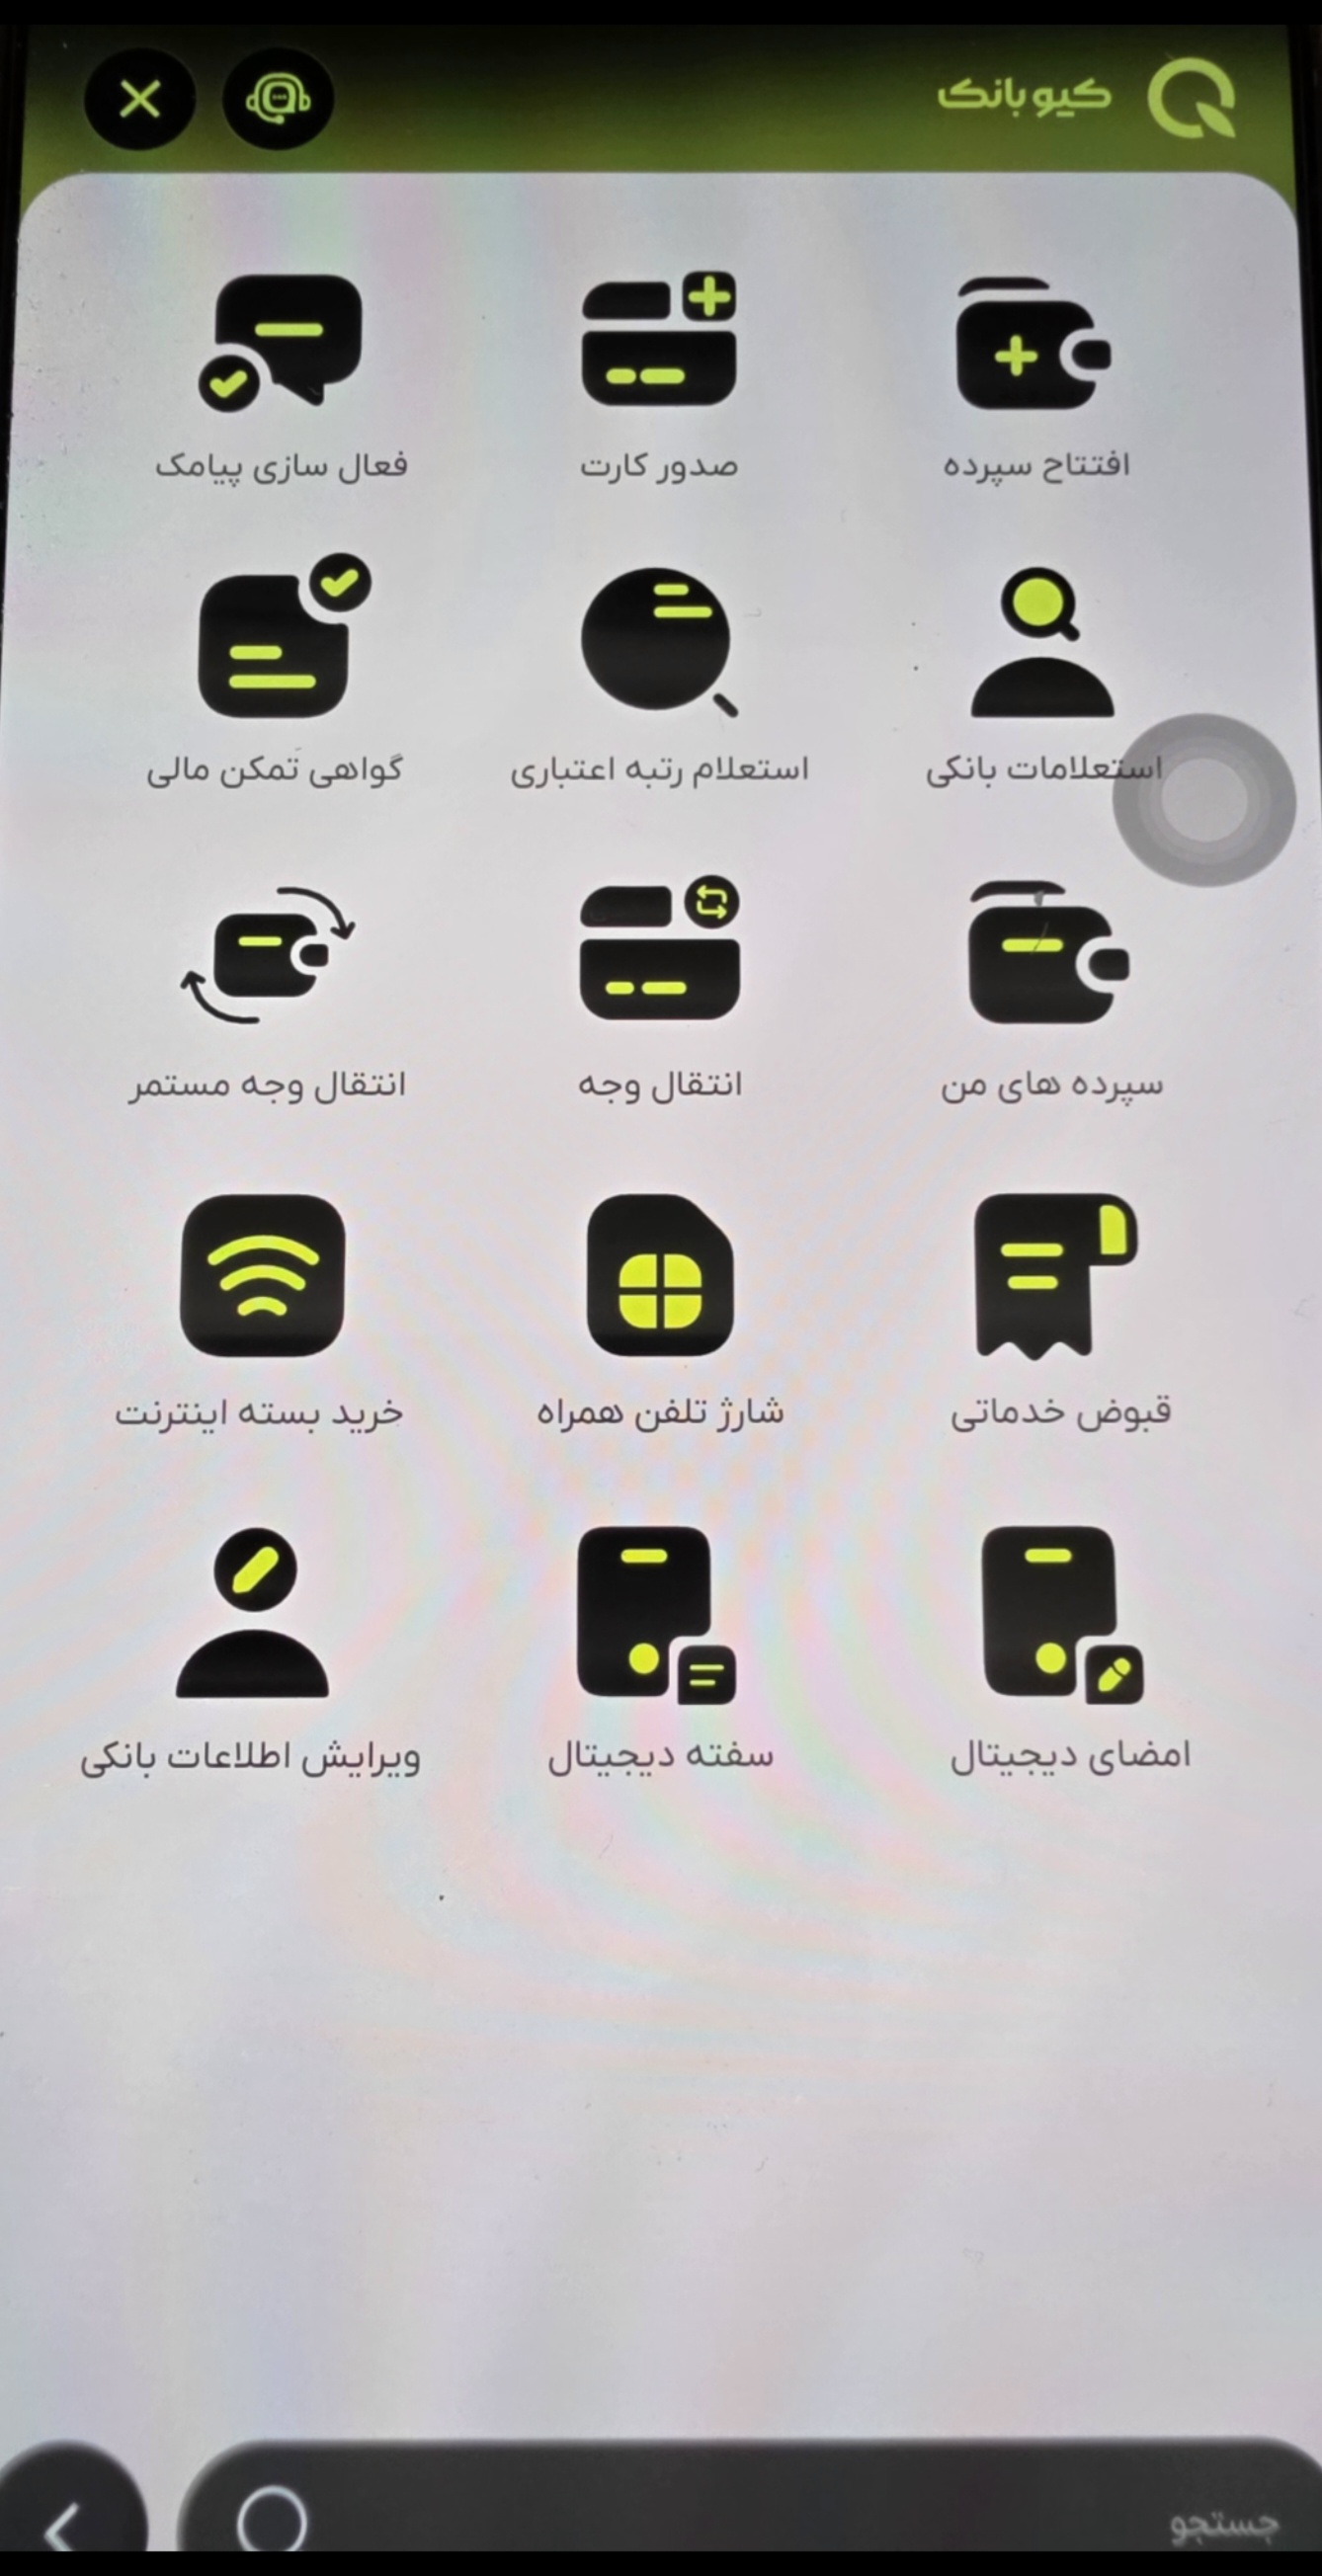 کیوبانک
افتتاح سپرده
صدور کارت
فعال سازی پیامک
استعلامات بانکی
استعلام رتبه اعتباری
گواهی تمکن مالی
سپرده های من
انتقال وجه
انتقال وجه مستمر
قبوض خدماتی
شارژ تلفن همراه
خرید بسته اینترنت
امضای دیجیتال
سفته دیجیتال
ویرایش اطلاعات بانکی
جستجو